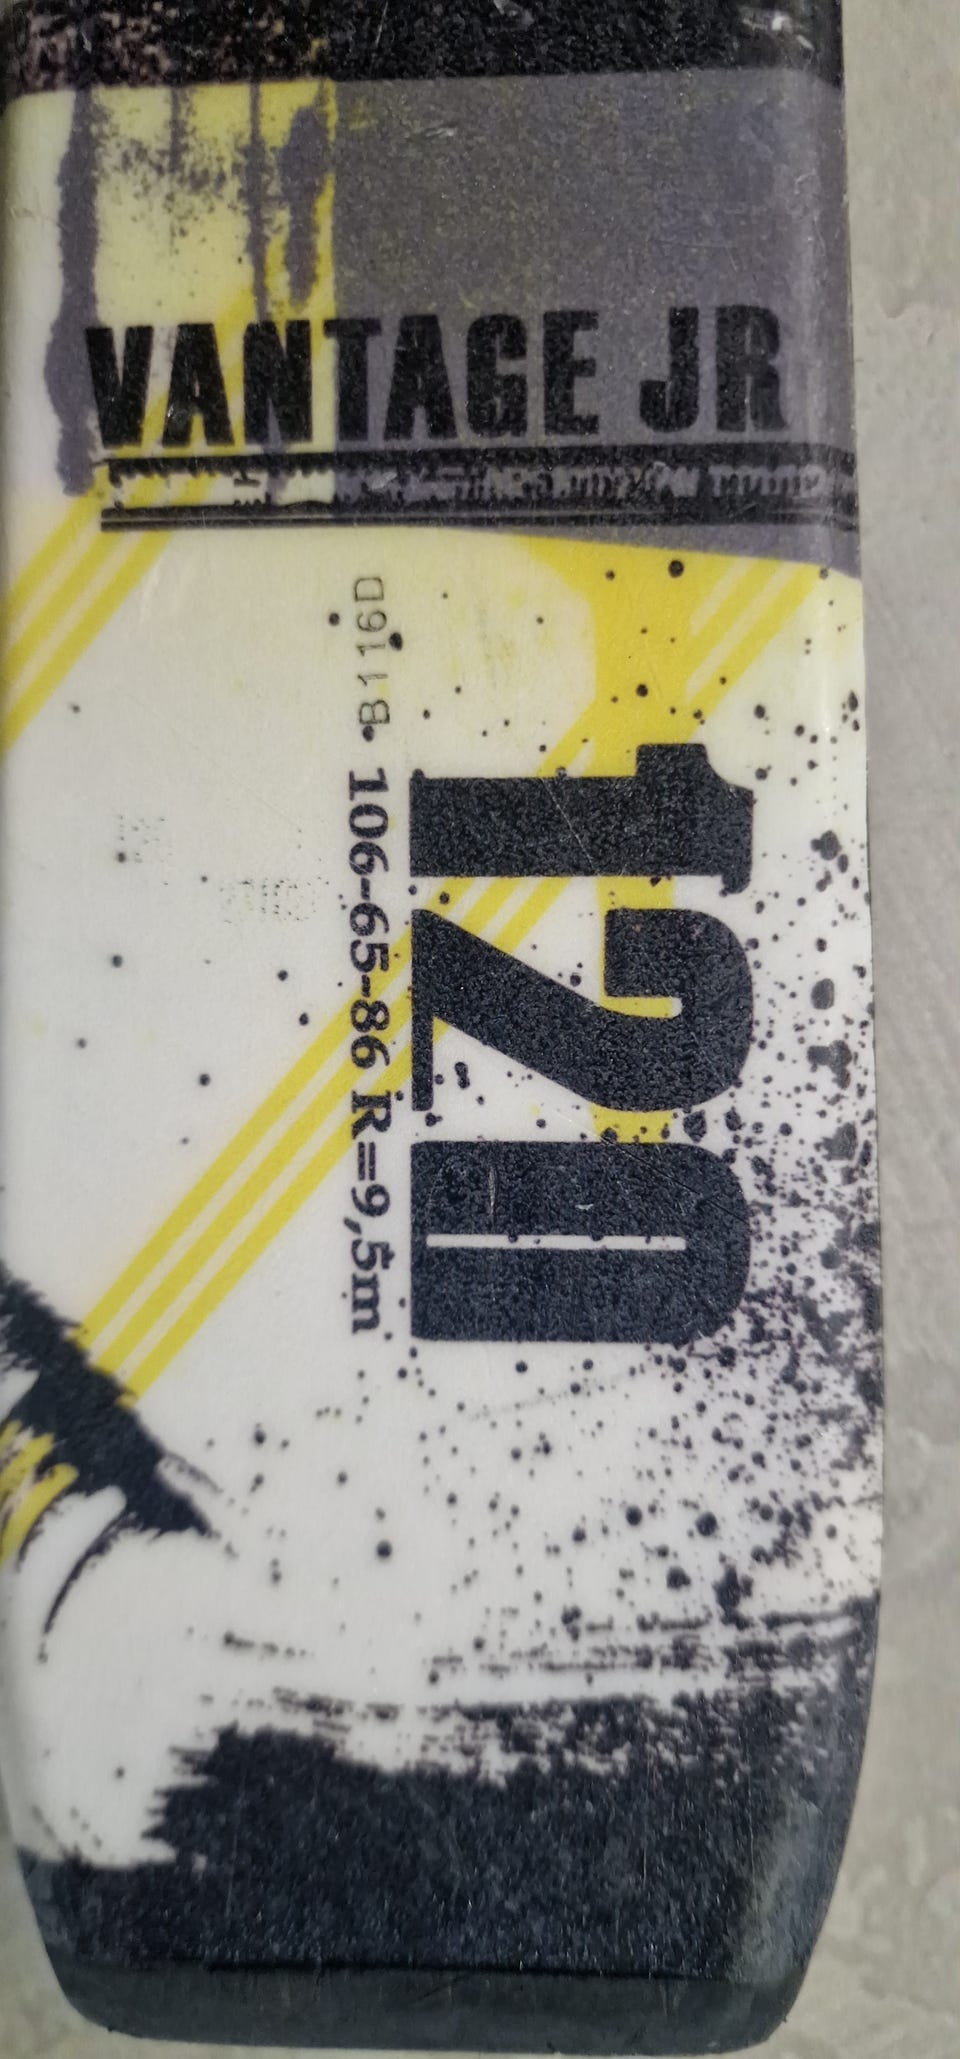 VANTAGE JR
120
B116D
106-65-86 R=9,5m